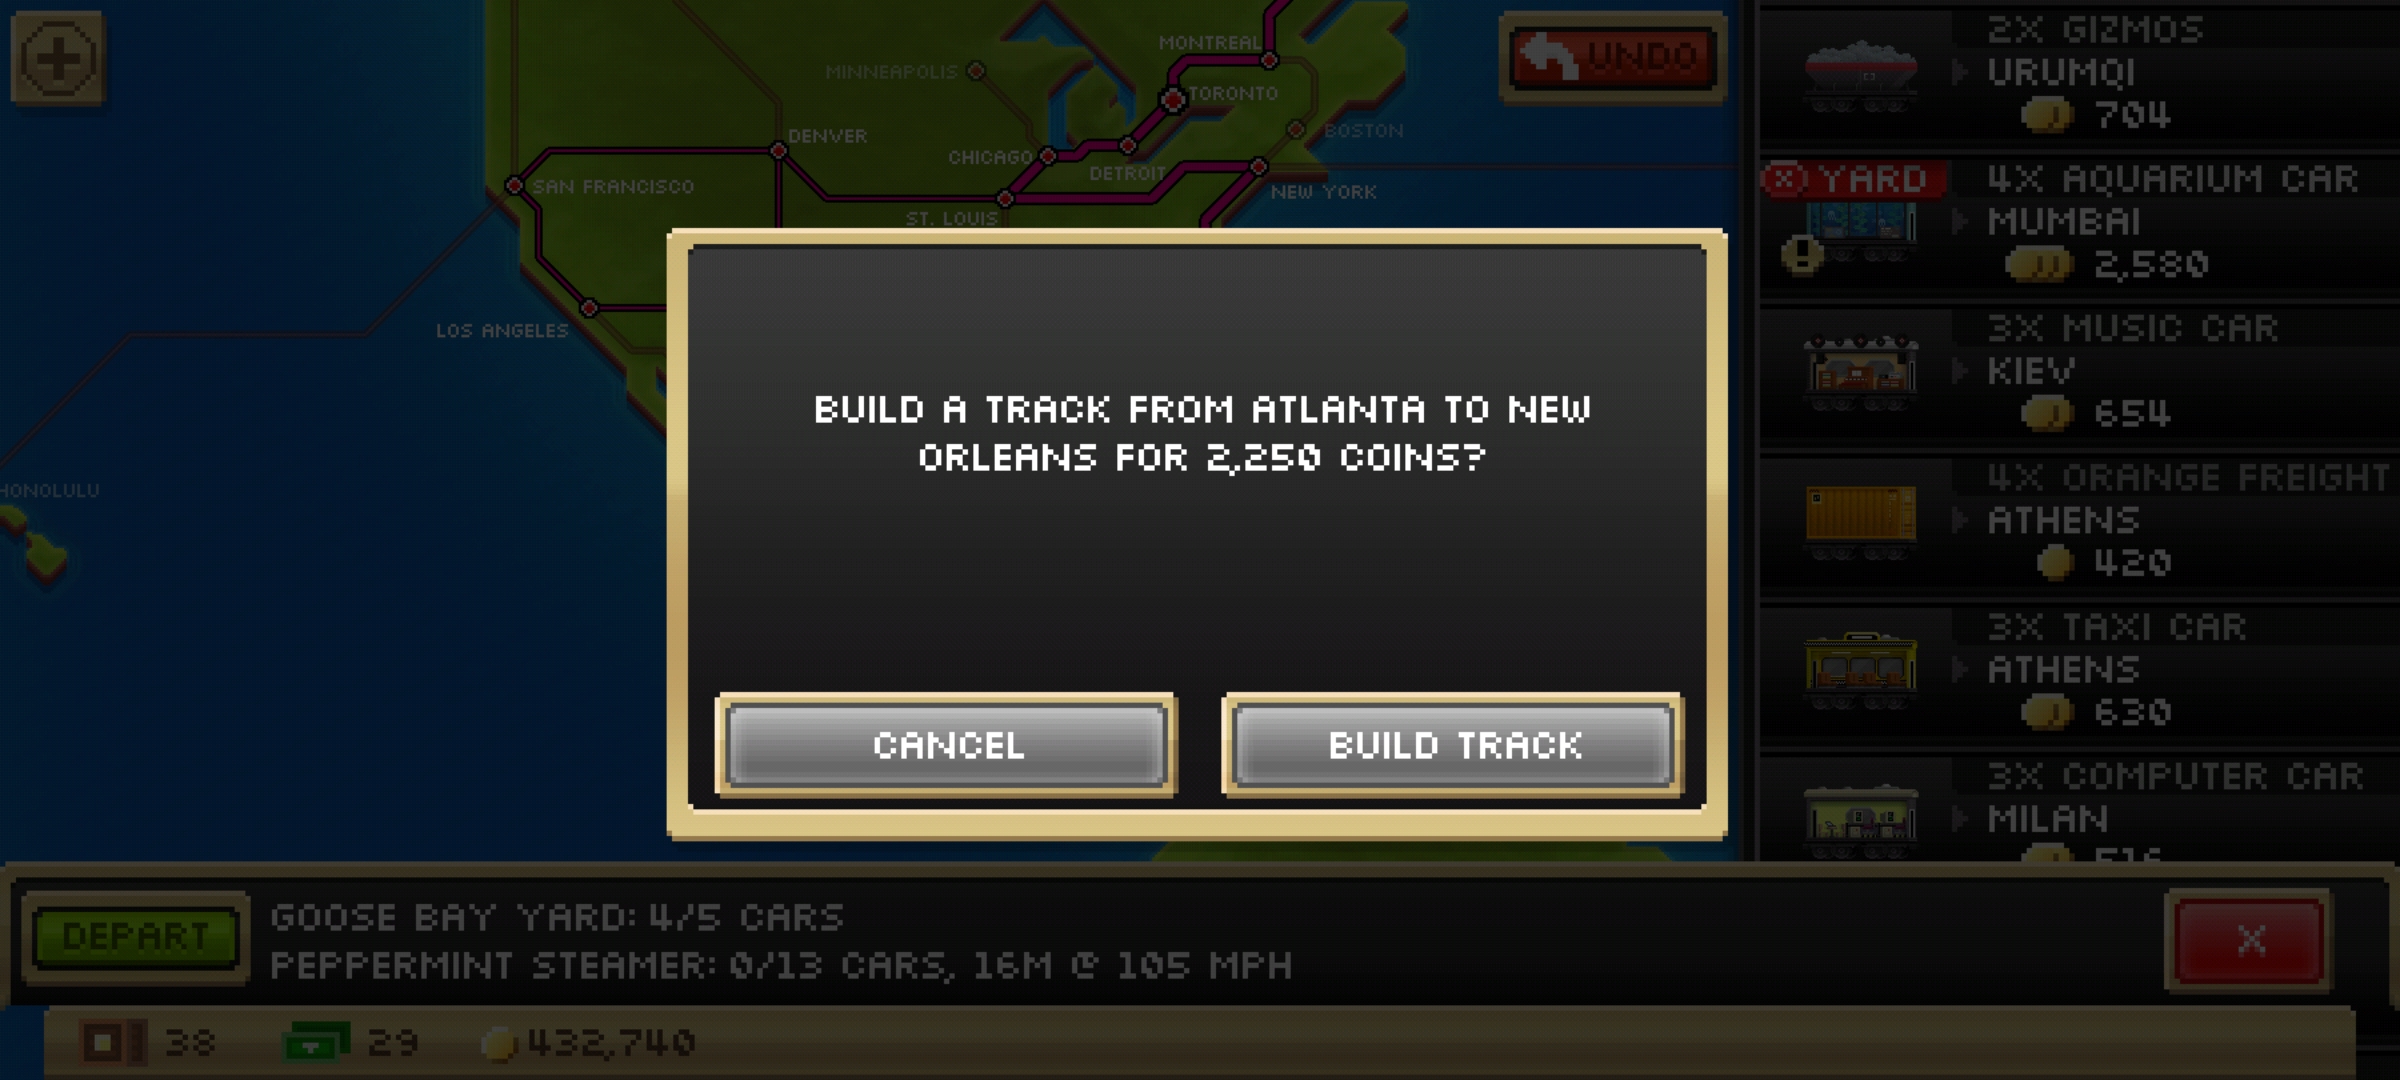 MONTREAL
UNDO
MINNEAPOLIS
TORONTO
BOSTON
DENVER
CHICAGO
DETROIT
SAN FRANCISCO
NEW YORK
ST. LOUIS
LOS ANGELES
HONOLULU
BUILD A TRACK FROM ATLANTA TO NEW
ORLEANS FOR 2,250 COINS?
CANCEL
BUILD TRACK
2X GIZMOS
URUMQI
704
YARD
4X AQUARIUM CAR
MUMBAI
2,580
3X MUSIC CAR
KIEV
654
4X ORANGE FREIGHT
ATHENS
420
3X TAXI CAR
ATHENS
630
3X COMPUTER CAR
MILAN
516
DEPART
GOOSE BAY YARD: 4/5 CARS
PEPPERMINT STEAMER: 0/13 CARS, 16M @ 105 MPH
X
38
29
432,740